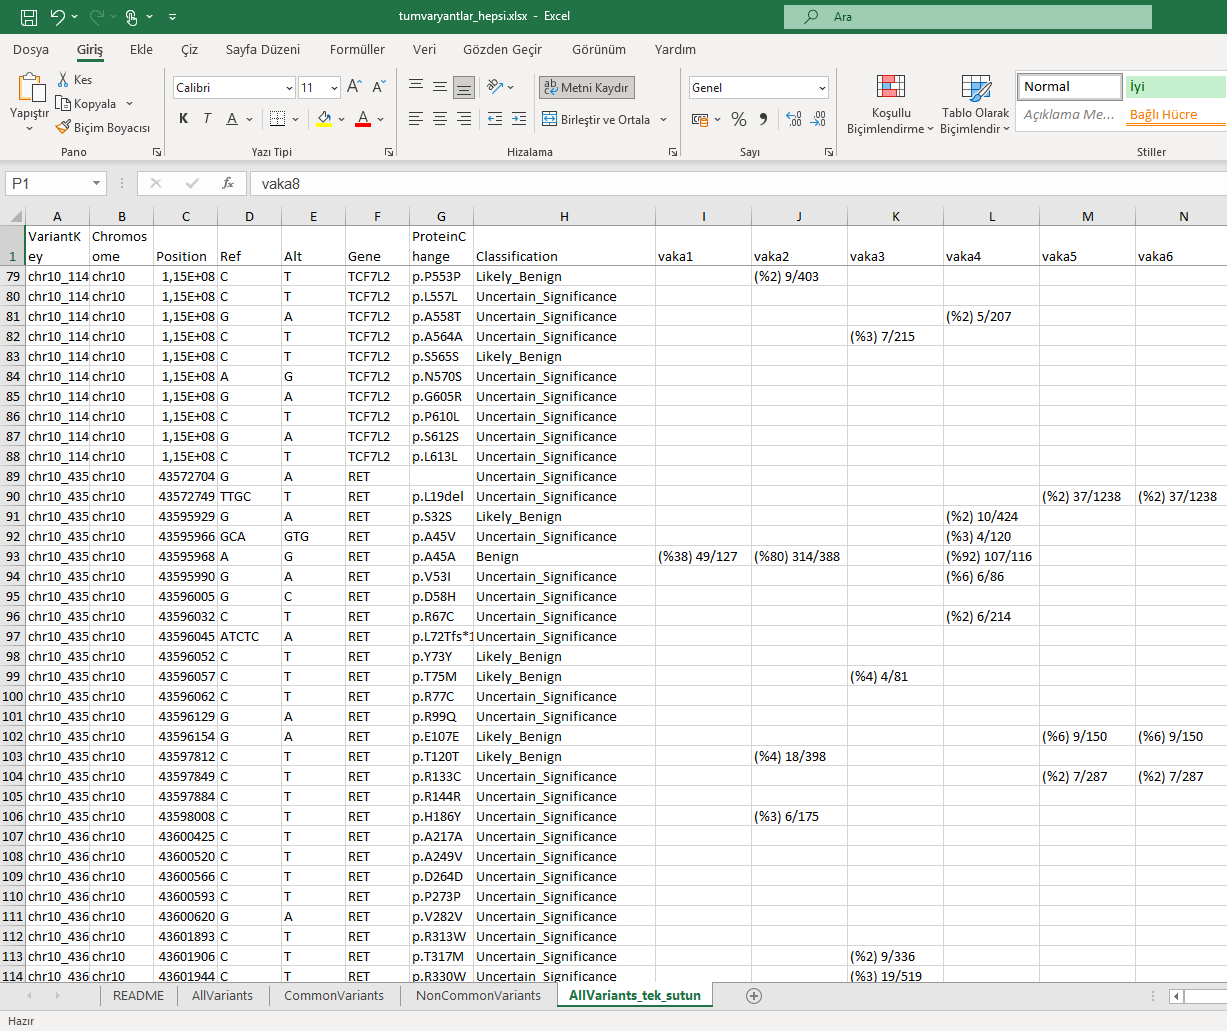 tumvaryantlar_hepsi.xlsx - Excel
Ara
Dosya Giriş Ekle Çiz Sayfa Düzeni Formüller Veri Gözden Geçir Görünüm Yardım
Yapıştır
Kes
Kopyala
Biçim Boyacısı
Pano
Calibri 11
K T A
Yazı Tipi
Metni Kaydır
Birleştir ve Ortala
Hizalama
Genel
Sayı
Koşullu Biçimlendirme
Tablo Olarak Biçimlendir
Normal İyi
Açıklama Me... Bağlı Hücre
Stiller
P1 fx vaka8
A B C D E F G H I J K L M N
1 VariantKey Chromosome Position Ref Alt Gene ProteinChange Classification vaka1 vaka2 vaka3 vaka4 vaka5 vaka6
79 chr10_114 chr10 1,15E+08 C T TCF7L2 p.P553P Likely_Benign (%2) 9/403
80 chr10_114 chr10 1,15E+08 C T TCF7L2 p.L557L Uncertain_Significance
81 chr10_114 chr10 1,15E+08 G A TCF7L2 p.A558T Uncertain_Significance (%2) 5/207
82 chr10_114 chr10 1,15E+08 C T TCF7L2 p.A564A Uncertain_Significance (%3) 7/215
83 chr10_114 chr10 1,15E+08 C T TCF7L2 p.S565S Likely_Benign
84 chr10_114 chr10 1,15E+08 A G TCF7L2 p.N570S Uncertain_Significance
85 chr10_114 chr10 1,15E+08 G A TCF7L2 p.G605R Uncertain_Significance
86 chr10_114 chr10 1,15E+08 C T TCF7L2 p.P610L Uncertain_Significance
87 chr10_114 chr10 1,15E+08 G A TCF7L2 p.S612S Uncertain_Significance
88 chr10_114 chr10 1,15E+08 C T TCF7L2 p.L613L Uncertain_Significance
89 chr10_435 chr10 43572704 G A RET Uncertain_Significance
90 chr10_435 chr10 43572749 TTGC T RET p.L19del Uncertain_Significance (%2) 37/1238 (%2) 37/1238
91 chr10_435 chr10 43595929 G A RET p.S32S Likely_Benign (%2) 10/424
92 chr10_435 chr10 43595966 GCA GTG RET p.A45V Uncertain_Significance (%3) 4/120
93 chr10_435 chr10 43595968 A G RET p.A45A Benign (%38) 49/127 (%80) 314/388 (%92) 107/116
94 chr10_435 chr10 43595990 G A RET p.V53I Uncertain_Significance (%6) 6/86
95 chr10_435 chr10 43596005 G C RET p.D58H Uncertain_Significance
96 chr10_435 chr10 43596032 C T RET p.R67C Uncertain_Significance (%2) 6/214
97 chr10_435 chr10 43596045 ATCTC A RET p.L72Tfs*1 Uncertain_Significance
98 chr10_435 chr10 43596052 C T RET p.Y73Y Likely_Benign
99 chr10_435 chr10 43596057 C T RET p.T75M Likely_Benign (%4) 4/81
100 chr10_435 chr10 43596062 C T RET p.R77C Uncertain_Significance
101 chr10_435 chr10 43596129 G A RET p.R99Q Uncertain_Significance
102 chr10_435 chr10 43596154 G A RET p.E107E Likely_Benign (%6) 9/150 (%6) 9/150
103 chr10_435 chr10 43597812 C T RET p.T120T Likely_Benign (%4) 18/398
104 chr10_435 chr10 43597849 C T RET p.R133C Uncertain_Significance (%2) 7/287 (%2) 7/287
105 chr10_435 chr10 43597884 C T RET p.R144R Uncertain_Significance
106 chr10_435 chr10 43598008 C T RET p.H186Y Uncertain_Significance (%3) 6/175
107 chr10_436 chr10 43600425 C T RET p.A217A Uncertain_Significance
108 chr10_436 chr10 43600520 C T RET p.A249V Uncertain_Significance
109 chr10_436 chr10 43600566 C T RET p.D264D Uncertain_Significance
110 chr10_436 chr10 43600593 C T RET p.P273P Uncertain_Significance
111 chr10_436 chr10 43600620 G A RET p.V282V Uncertain_Significance
112 chr10_436 chr10 43601893 C T RET p.R313W Uncertain_Significance
113 chr10_436 chr10 43601906 C T RET p.T317M Uncertain_Significance (%2) 9/336
114 chr10_436 chr10 43601944 C T RET p.R330W Uncertain_Significance (%3) 19/519
README AllVariants CommonVariants NonCommonVariants AllVariants_tek_sutun
Hazır